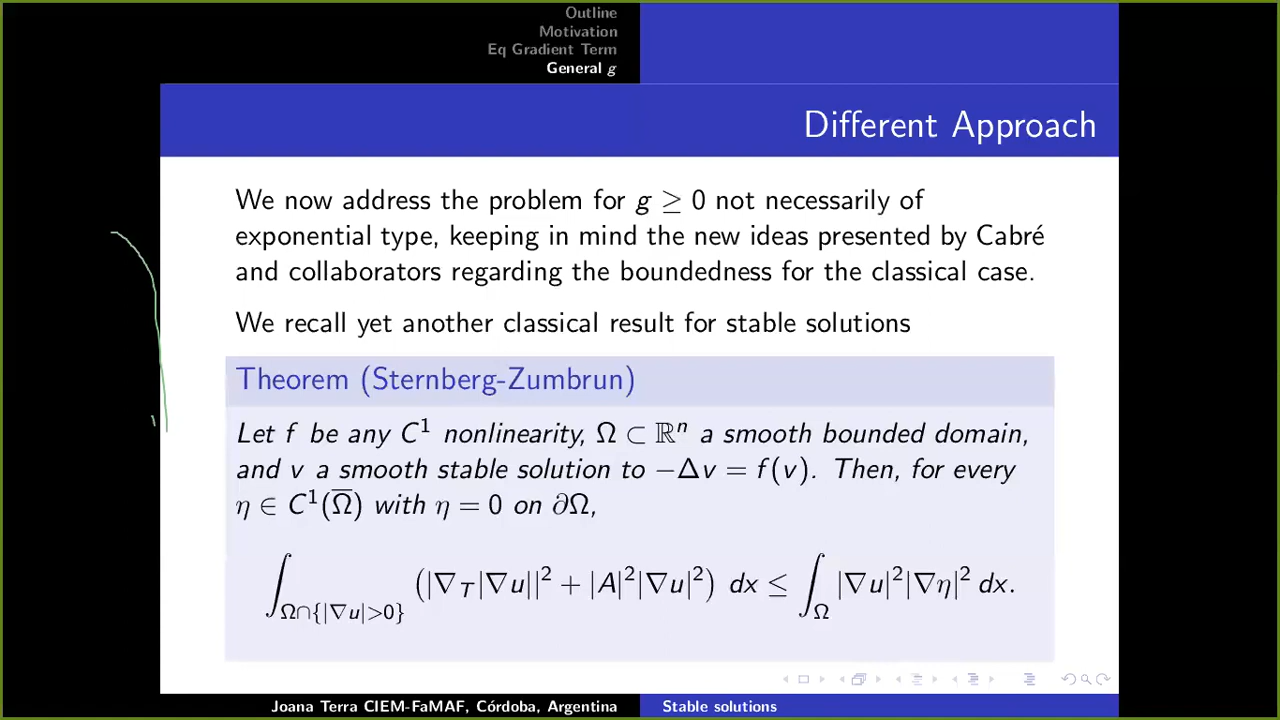 Outline
Motivation
Eq Gradient Term
General g
Different Approach
We now address the problem for g ≥ 0 not necessarily of
exponential type, keeping in mind the new ideas presented by Cabré
and collaborators regarding the boundedness for the classical case.
We recall yet another classical result for stable solutions
Theorem (Sternberg-Zumbrun)
Let f be any C¹ nonlinearity, Ω ⊂ ℝⁿ a smooth bounded domain,
and v a smooth stable solution to −Δv = f(v). Then, for every
η ∈ C¹(Ω̅) with η = 0 on ∂Ω,
∫_{Ω∩{|∇u|>0}} (|∇_T|∇u||² + |A|²|∇u|²) dx ≤ ∫_Ω |∇u|²|∇η|² dx.
Joana Terra CIEM-FaMAF, Córdoba, Argentina
Stable solutions